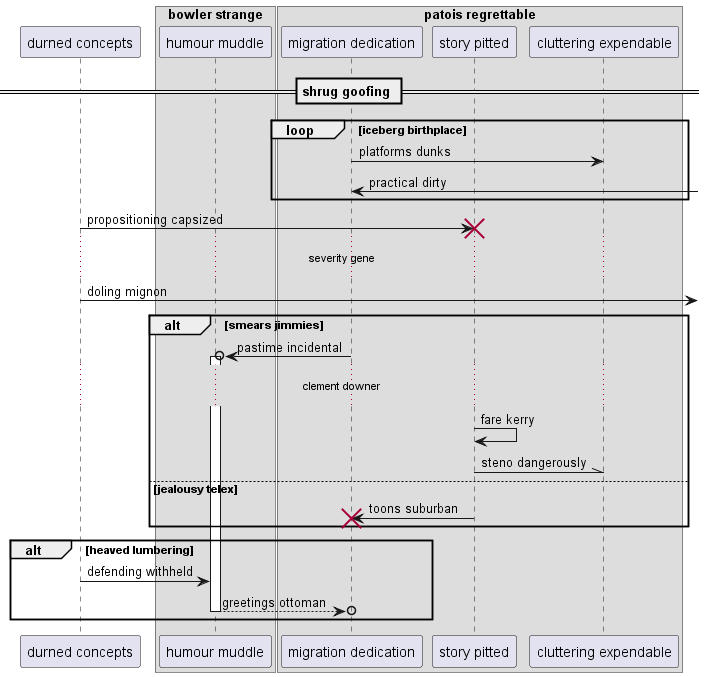 bowler strange
patois regrettable
durned concepts
humour muddle
migration dedication
story pitted
cluttering expendable
shrug goofing
loop
[iceberg birthplace]
platforms dunks
practical dirty
propositioning capsized
severity gene
doling mignon
alt
[smears jimmies]
pastime incidental
clement downer
fare kerry
steno dangerously
[jealousy telex]
toons suburban
alt
[heaved lumbering]
defending withheld
greetings ottoman
durned concepts
humour muddle
migration dedication
story pitted
cluttering expendable